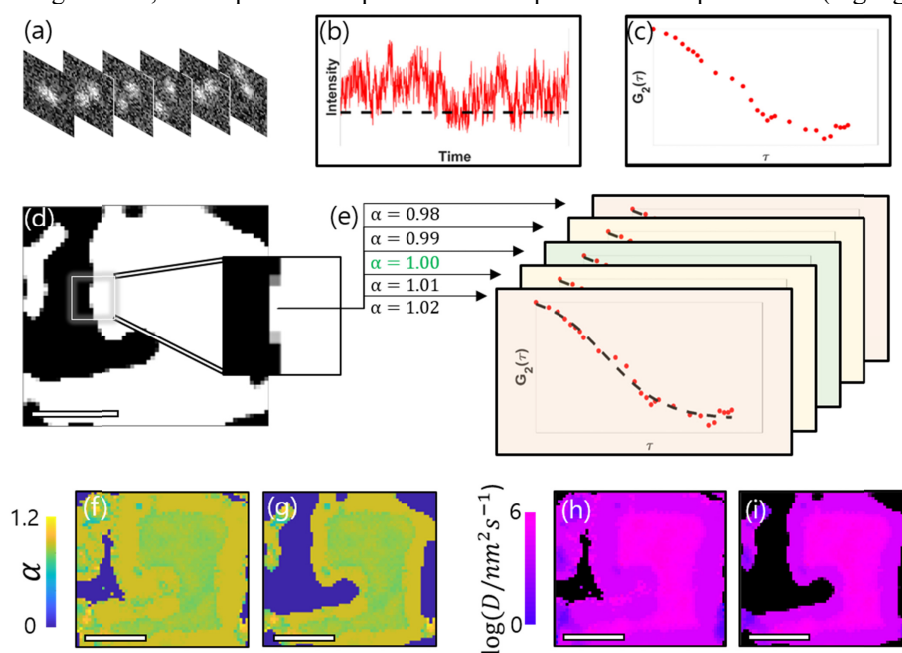 (a)
(b)
Intensity
Time
(c)
G₂(τ)
τ
(d)
(e)
α = 0.98
α = 0.99
α = 1.00
α = 1.01
α = 1.02
G₂(τ)
τ
1.2
α
0
(f)
(g)
6
log(D/nm²s⁻¹)
0
(h)
(i)